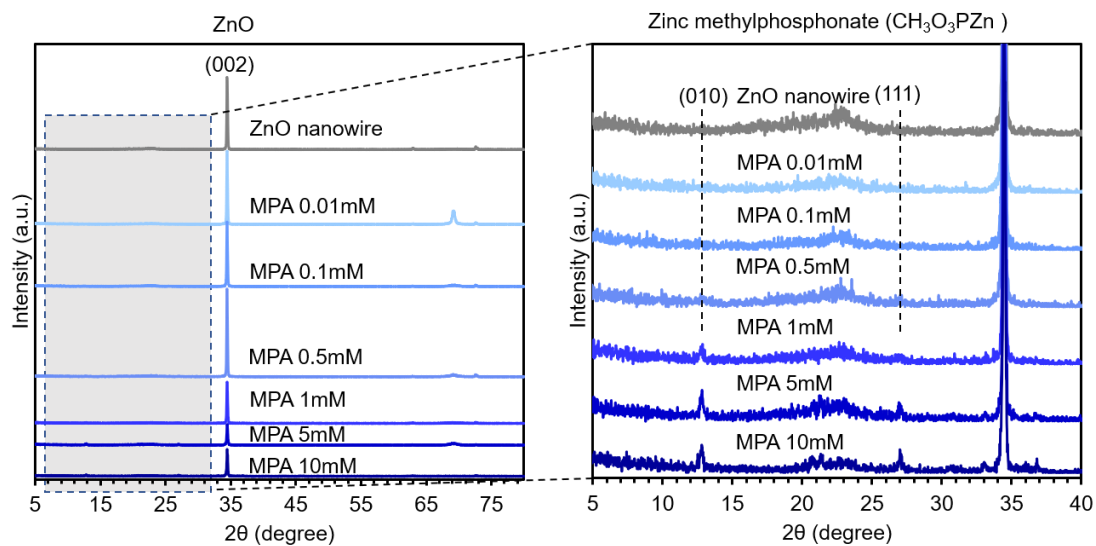 ZnO
(002)
ZnO nanowire
MPA 0.01mM
MPA 0.1mM
MPA 0.5mM
MPA 1mM
MPA 5mM
MPA 10mM
Intensity (a.u.)
5 15 25 35 45 55 65 75
2θ (degree)
Zinc methylphosphonate (CH₃O₃PZn )
(010) ZnO nanowire (111)
MPA 0.01mM
MPA 0.1mM
MPA 0.5mM
MPA 1mM
MPA 5mM
MPA 10mM
Intensity (a.u.)
5 10 15 20 25 30 35 40
2θ (degree)